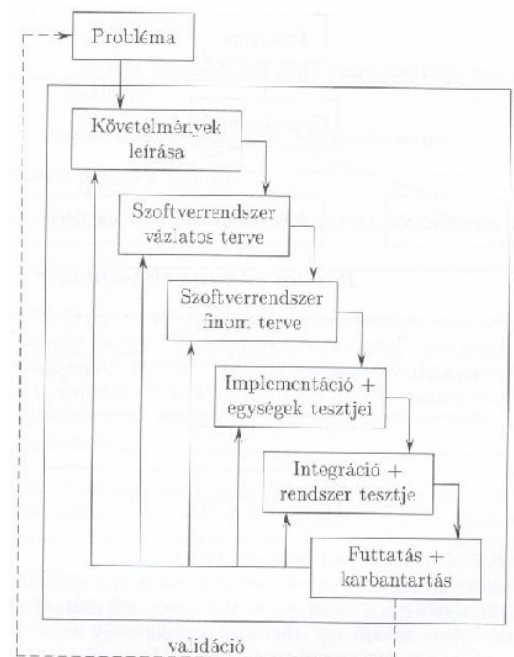 Probléma
Követelmények
leírása
Szoftverrendszer
vázlatos terve
Szoftverrendszer
finom terve
Implementáció +
egységek tesztjei
Integráció +
rendszer tesztje
Futtatás +
karbantartás
validáció